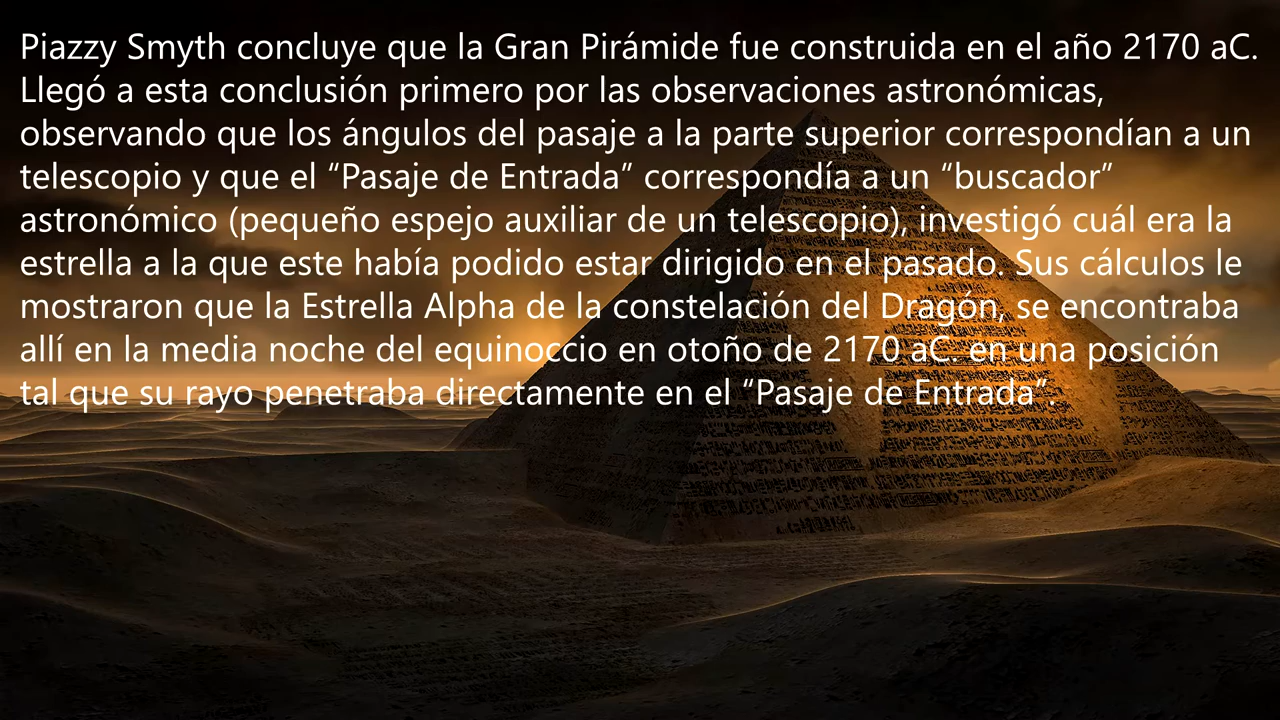 Piazzy Smyth concluye que la Gran Pirámide fue construida en el año 2170 aC.
Llegó a esta conclusión primero por las observaciones astronómicas,
observando que los ángulos del pasaje a la parte superior correspondían a un
telescopio y que el “Pasaje de Entrada” correspondía a un “buscador”
astronómico (pequeño espejo auxiliar de un telescopio), investigó cuál era la
estrella a la que este había podido estar dirigido en el pasado. Sus cálculos le
mostraron que la Estrella Alpha de la constelación del Dragón, se encontraba
allí en la media noche del equinoccio en otoño de 2170 aC. en una posición
tal que su rayo penetraba directamente en el “Pasaje de Entrada”.